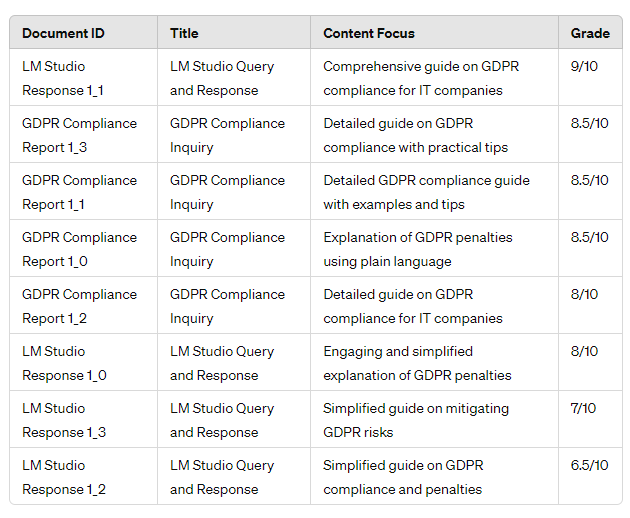 Document ID Title Content Focus Grade
LM Studio LM Studio Query Comprehensive guide on GDPR 9/10
Response 1_1 and Response compliance for IT companies
GDPR Compliance GDPR Compliance Detailed guide on GDPR 8.5/10
Report 1_3 Inquiry compliance with practical tips
GDPR Compliance GDPR Compliance Detailed GDPR compliance guide 8.5/10
Report 1_1 Inquiry with examples and tips
GDPR Compliance GDPR Compliance Explanation of GDPR penalties 8.5/10
Report 1_0 Inquiry using plain language
GDPR Compliance GDPR Compliance Detailed guide on GDPR 8/10
Report 1_2 Inquiry compliance for IT companies
LM Studio LM Studio Query Engaging and simplified 8/10
Response 1_0 and Response explanation of GDPR penalties
LM Studio LM Studio Query Simplified guide on mitigating 7/10
Response 1_3 and Response GDPR risks
LM Studio LM Studio Query Simplified guide on GDPR 6.5/10
Response 1_2 and Response compliance and penalties